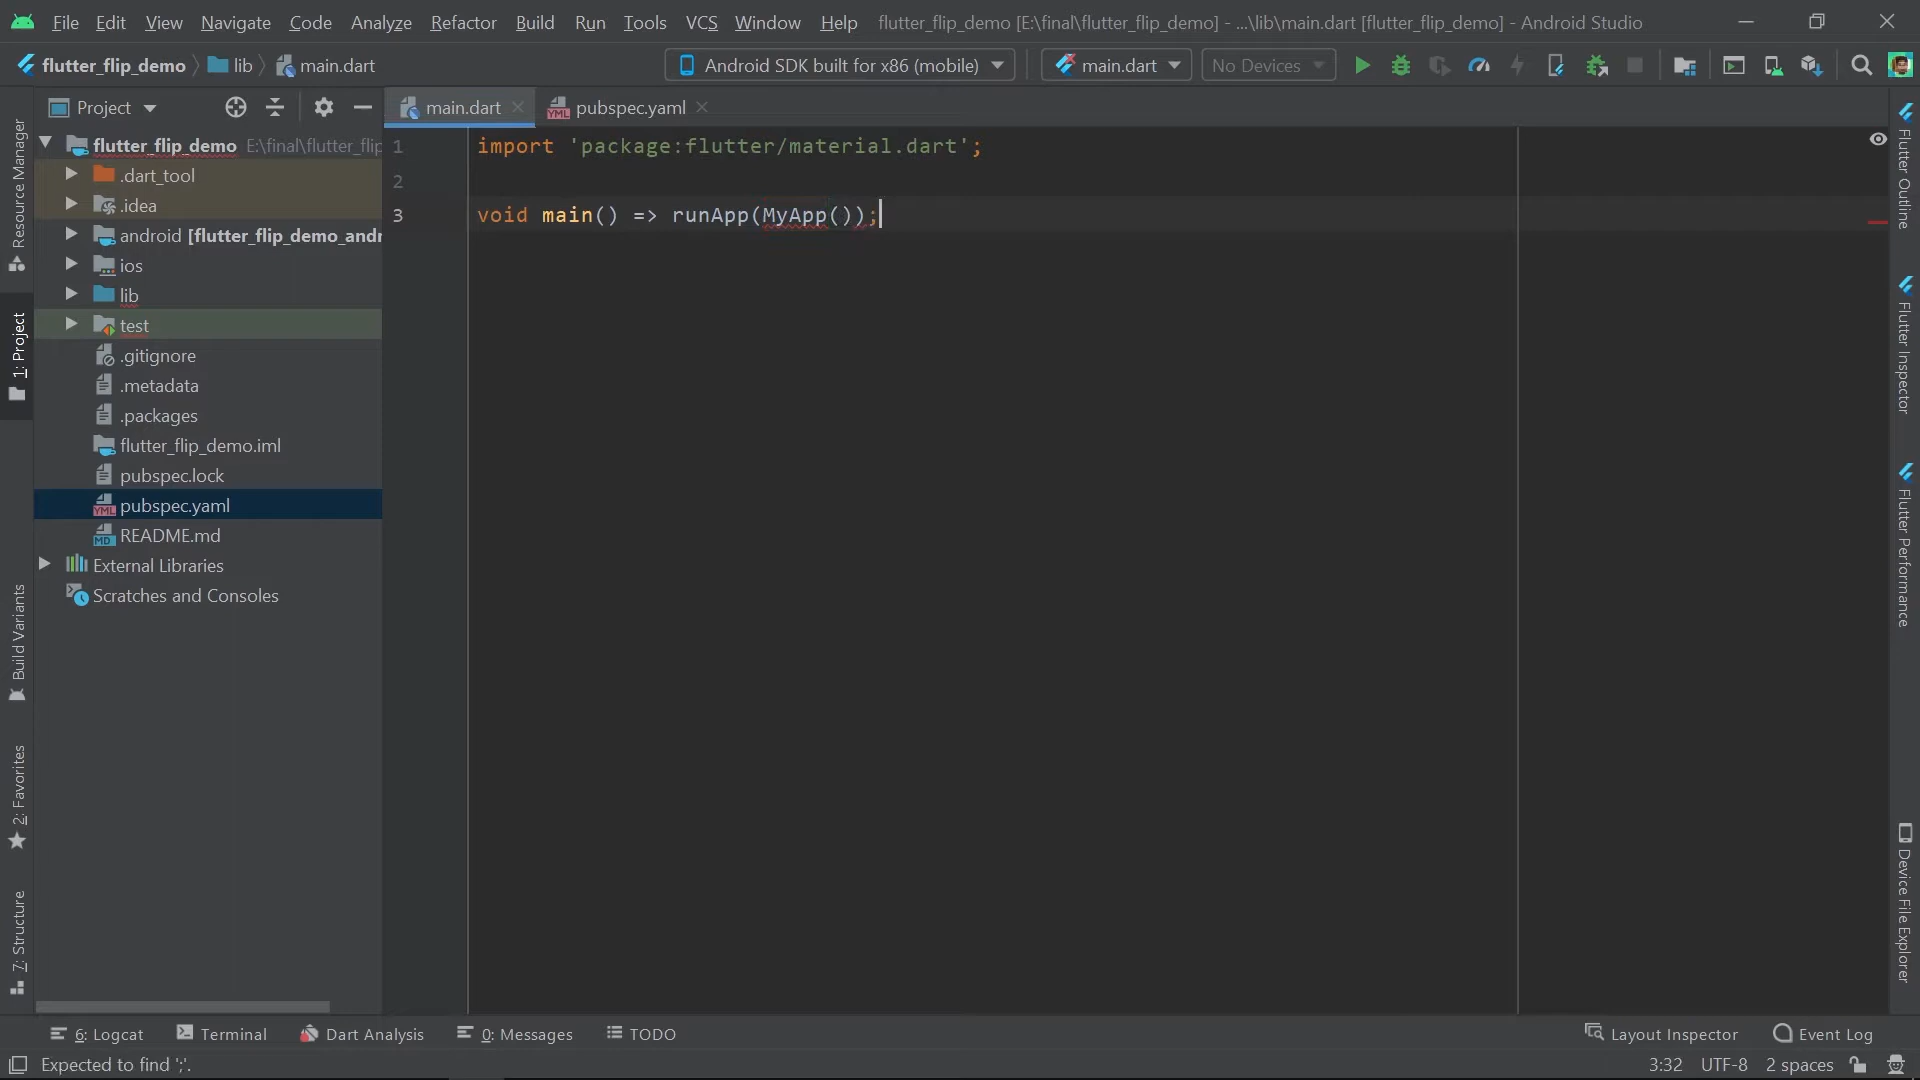 File Edit View Navigate Code Analyze Refactor Build Run Tools VCS Window Help flutter_flip_demo [E:\final\flutter_flip_demo] - ...\lib\main.dart [flutter_flip_demo] - Android Studio
flutter_flip_demo lib main.dart Android SDK built for x86 (mobile) main.dart No Devices
Project main.dart pubspec.yaml
flutter_flip_demo E:\final\flutter_flip
.dart_tool
.idea
android [flutter_flip_demo_andr
ios
lib
test
.gitignore
.metadata
.packages
flutter_flip_demo.iml
pubspec.lock
pubspec.yaml
README.md
External Libraries
Scratches and Consoles
1 import 'package:flutter/material.dart';
2
3 void main() => runApp(MyApp());
Resource Manager
1: Project
Build Variants
2: Favorites
7: Structure
Flutter Outline
Flutter Inspector
Flutter Performance
Device File Explorer
6: Logcat Terminal Dart Analysis 0: Messages TODO Layout Inspector Event Log
Expected to find ';'. 3:32 UTF-8 2 spaces